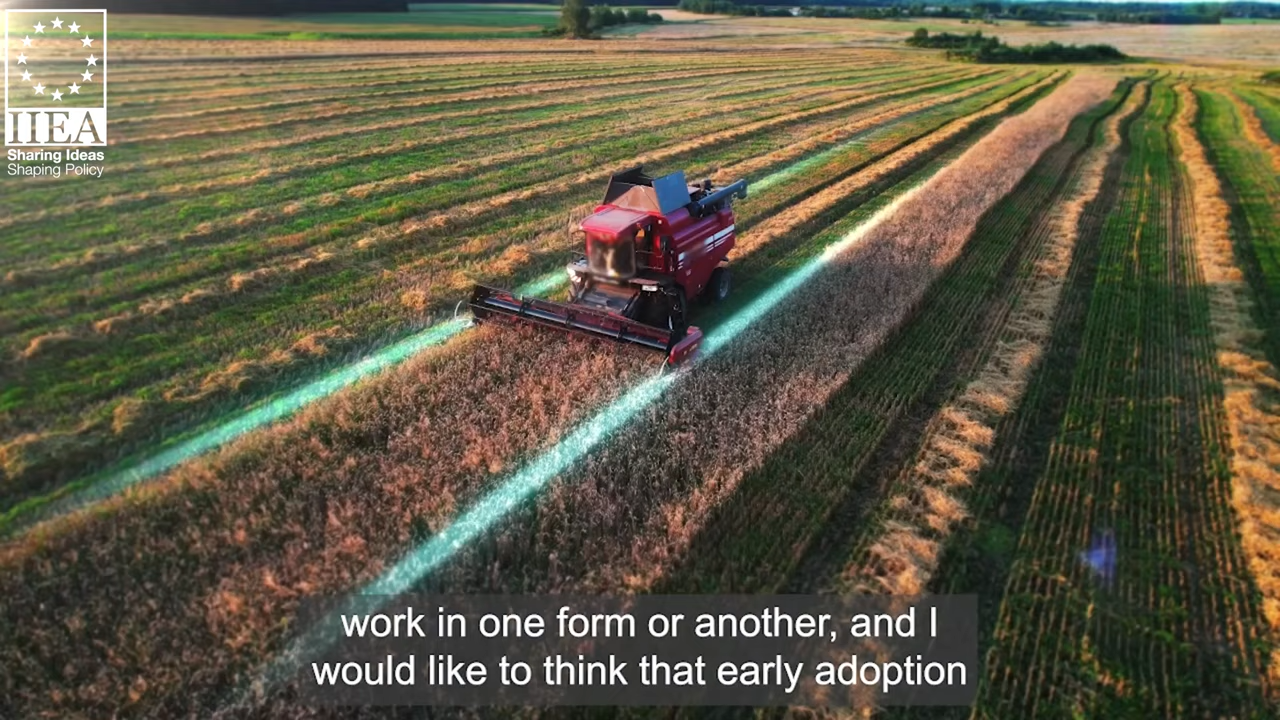 IIEA
Sharing Ideas
Shaping Policy
work in one form or another, and I
would like to think that early adoption